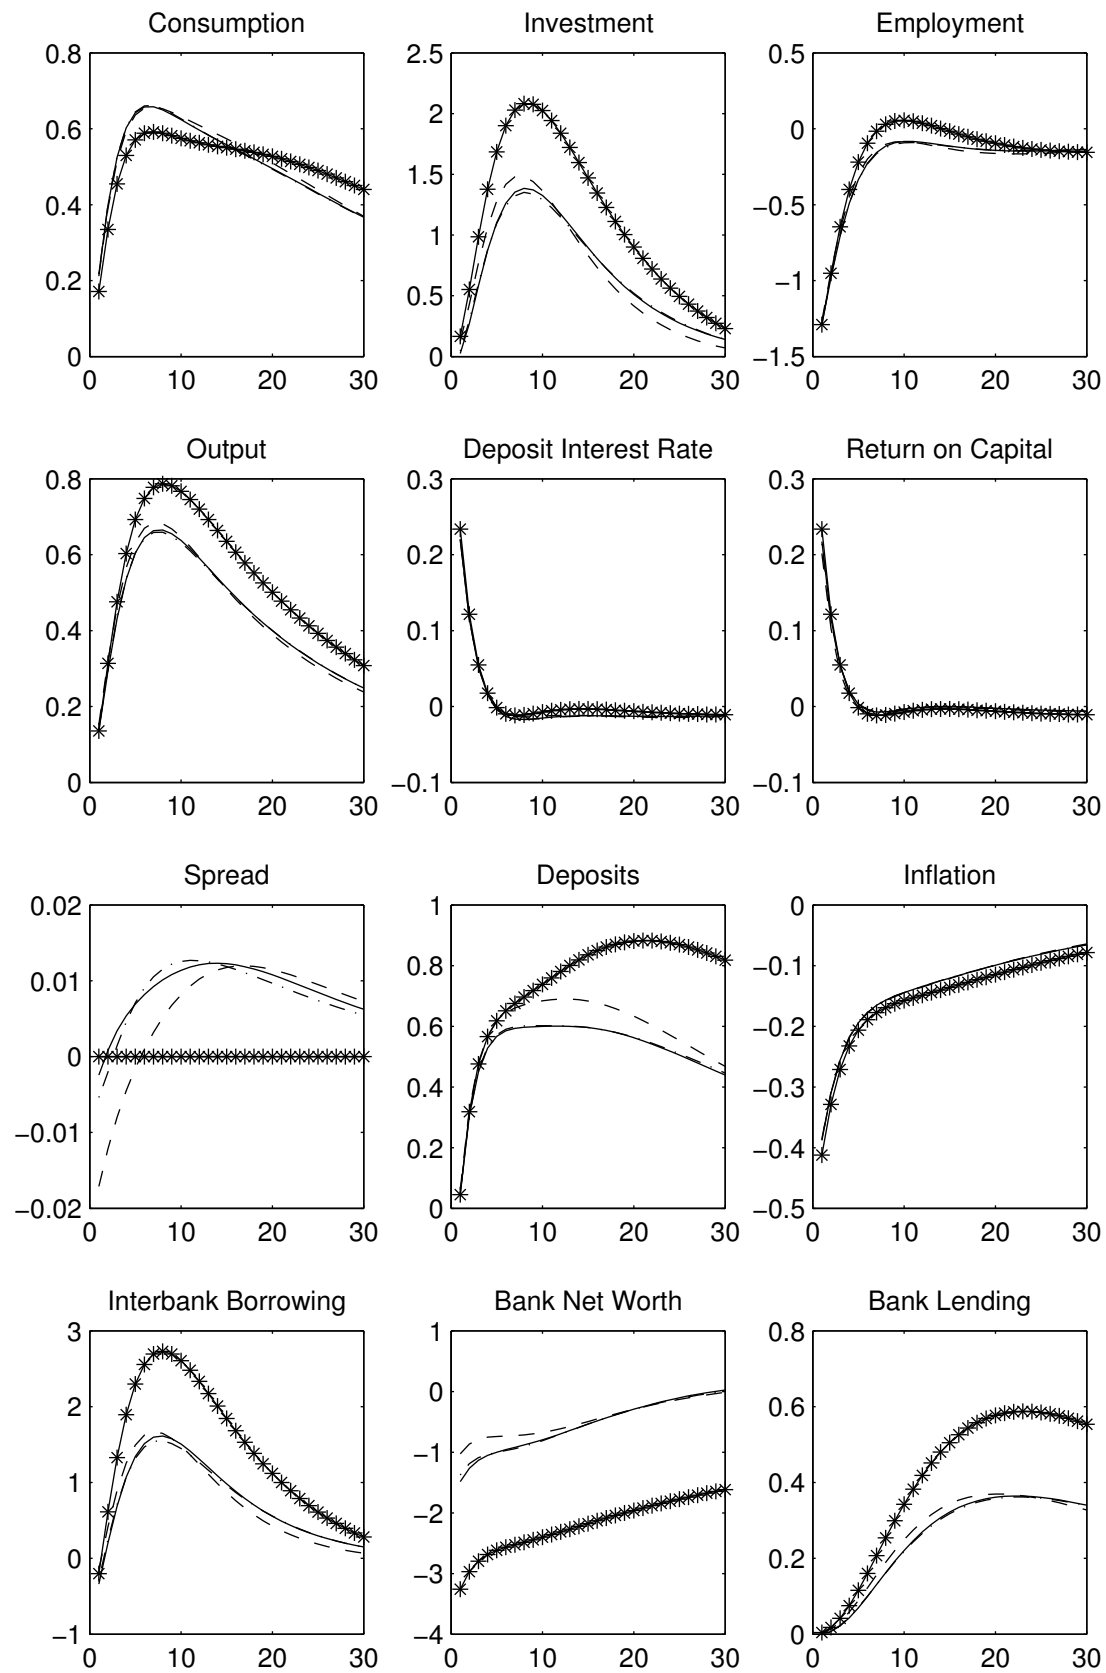 Consumption
0.8
0.6
0.4
0.2
0
0 10 20 30
Investment
2.5
2
1.5
1
0.5
0
0 10 20 30
Employment
0.5
0
−0.5
−1
−1.5
0 10 20 30
Output
0.8
0.6
0.4
0.2
0
0 10 20 30
Deposit Interest Rate
0.3
0.2
0.1
0
−0.1
0 10 20 30
Return on Capital
0.3
0.2
0.1
0
−0.1
0 10 20 30
Spread
0.02
0.01
0
−0.01
−0.02
0 10 20 30
Deposits
1
0.8
0.6
0.4
0.2
0
0 10 20 30
Inflation
0
−0.1
−0.2
−0.3
−0.4
−0.5
0 10 20 30
Interbank Borrowing
3
2
1
0
−1
0 10 20 30
Bank Net Worth
1
0
−1
−2
−3
−4
0 10 20 30
Bank Lending
0.8
0.6
0.4
0.2
0
0 10 20 30